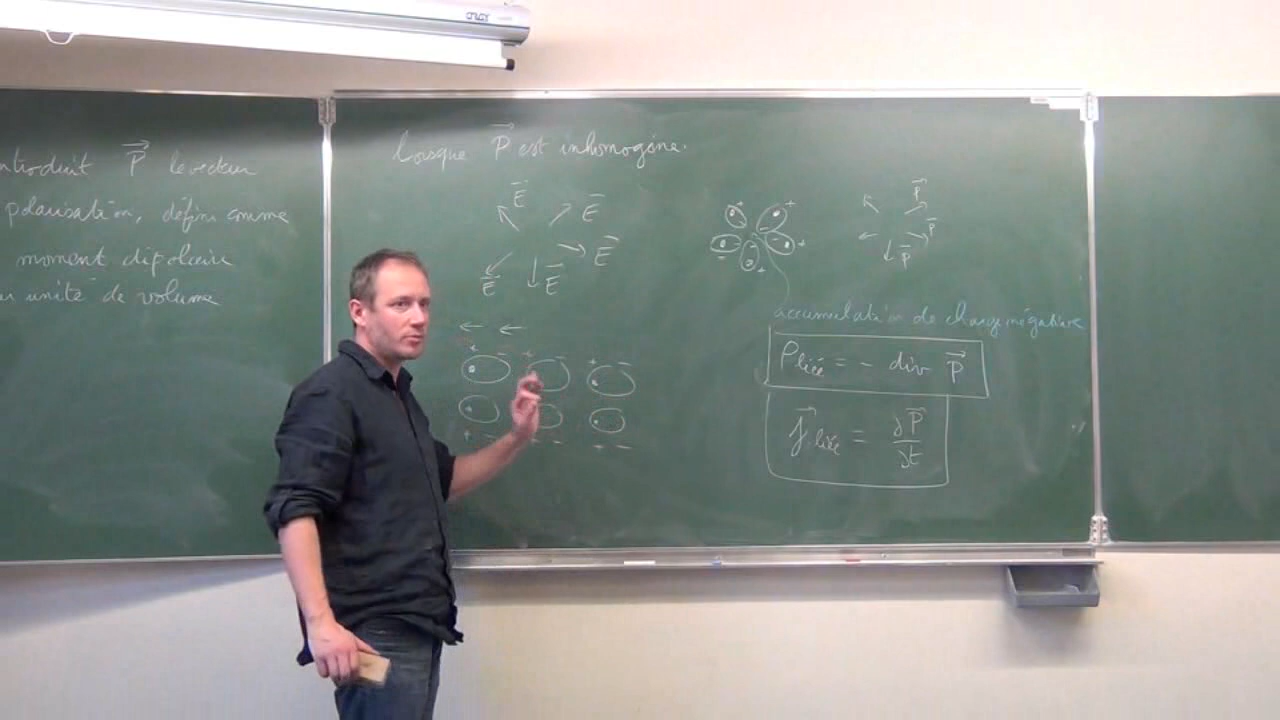 ntroduit P⃗ le vecteur
polarisation, défini comme
moment dipolaire
unité de volume
Lorsque P⃗ est inhomogène.
E⃗ E⃗
E⃗
E⃗ E⃗
← ←
+ - + - + -
+ - + - + -
P⃗
P⃗
P⃗
accumulation de charge négative
ρ liée = - div P⃗
j⃗ liée = ∂P⃗/∂t